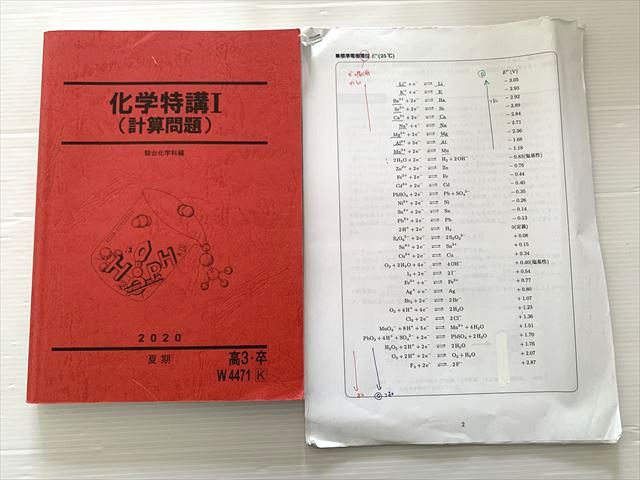 化学特講I
(計算問題)
駿台化学科編
2020
夏期
高3・卒
W4471 K
■標準電極電位 E°(25℃)
E° (V)
Li⁺ + e⁻ ⇄ Li −3.05
K⁺ + e⁻ ⇄ K −2.93
Ba²⁺ + 2e⁻ ⇄ Ba −2.92
Sr²⁺ + 2e⁻ ⇄ Sr −2.89
Ca²⁺ + 2e⁻ ⇄ Ca −2.84
Na⁺ + e⁻ ⇄ Na −2.71
Mg²⁺ + 2e⁻ ⇄ Mg −2.36
Al³⁺ + 3e⁻ ⇄ Al −1.68
Mn²⁺ + 2e⁻ ⇄ Mn −1.18
2H₂O + 2e⁻ ⇄ H₂ + 2OH⁻ −0.83(塩基性)
Zn²⁺ + 2e⁻ ⇄ Zn −0.76
Fe²⁺ + 2e⁻ ⇄ Fe −0.44
Cd²⁺ + 2e⁻ ⇄ Cd −0.40
PbSO₄ + 2e⁻ ⇄ Pb + SO₄²⁻ −0.35
Ni²⁺ + 2e⁻ ⇄ Ni −0.26
Sn²⁺ + 2e⁻ ⇄ Sn −0.14
Pb²⁺ + 2e⁻ ⇄ Pb −0.13
2H⁺ + 2e⁻ ⇄ H₂ 0(定義)
S₄O₆²⁻ + 2e⁻ ⇄ 2S₂O₃²⁻ +0.08
Sn⁴⁺ + 2e⁻ ⇄ Sn²⁺ +0.15
Cu²⁺ + 2e⁻ ⇄ Cu +0.34
O₂ + 2H₂O + 4e⁻ ⇄ 4OH⁻ +0.40(塩基性)
I₂ + 2e⁻ ⇄ 2I⁻ +0.54
Fe³⁺ + e⁻ ⇄ Fe²⁺ +0.77
Ag⁺ + e⁻ ⇄ Ag +0.80
Br₂ + 2e⁻ ⇄ 2Br⁻ +1.07
O₂ + 4H⁺ + 4e⁻ ⇄ 2H₂O +1.23
Cl₂ + 2e⁻ ⇄ 2Cl⁻ +1.36
MnO₄⁻ + 8H⁺ + 5e⁻ ⇄ Mn²⁺ + 4H₂O +1.51
PbO₂ + 4H⁺ + SO₄²⁻ + 2e⁻ ⇄ PbSO₄ + 2H₂O +1.70
H₂O₂ + 2H⁺ + 2e⁻ ⇄ 2H₂O +1.76
O₃ + 2H⁺ + 2e⁻ ⇄ O₂ + H₂O +2.07
F₂ + 2e⁻ ⇄ 2F⁻ +2.87
2